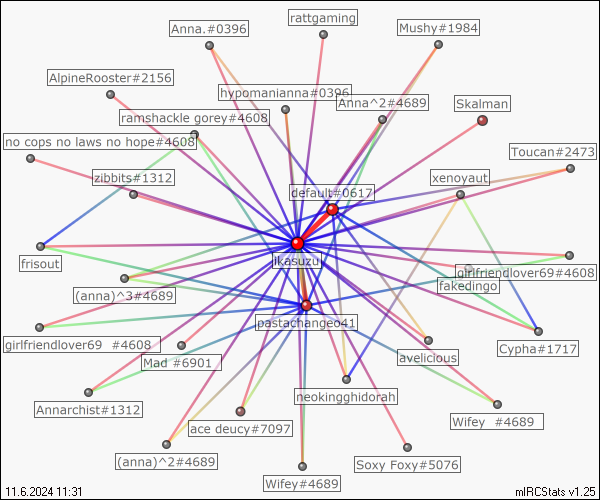 rattgaming
Anna.#0396
Mushy#1984
AlpineRooster#2156
hypomanianna#0396
Anna^2#4689
Skalman
ramshackle gorey#4608
no cops no laws no hope#4608
Toucan#2473
zibbits#1312
xenoyaut
default#0617
frisout
ikasuzu
girlfriendlover69#4608
fakedingo
(anna)^3#4689
pastachangeo41
girlfriendlover69 #4608
Cypha#1717
Mad #6901
avelicious
neokingghidorah
Annarchist#1312
Wifey #4689
ace deucy#7097
(anna)^2#4689
Soxy Foxy#5076
Wifey#4689
11.6.2024 11:31
mIRCStats v1.25